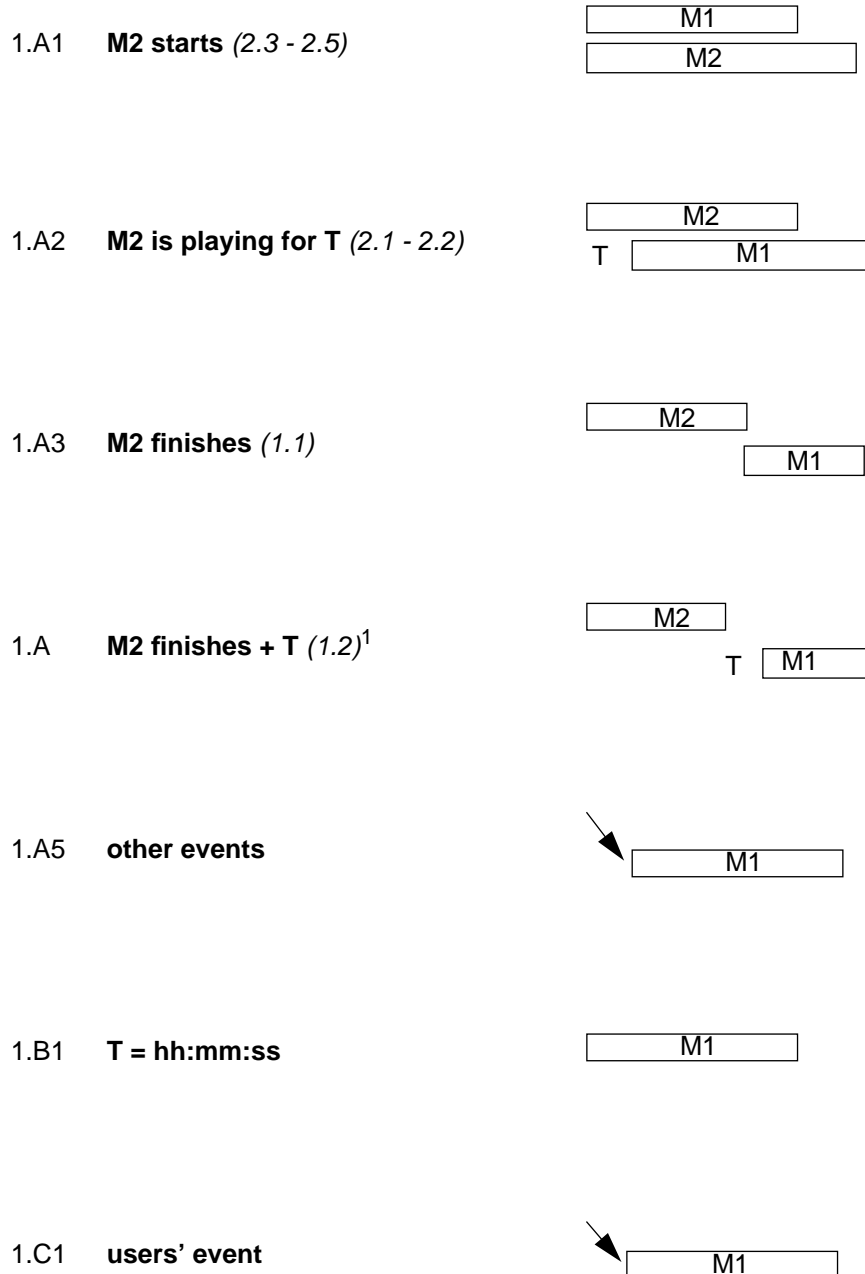 M1
1.A1 M2 starts (2.3 - 2.5)
M2
M2
1.A2 M2 is playing for T (2.1 - 2.2)
T M1
M2
1.A3 M2 finishes (1.1)
M1
M2
1.A M2 finishes + T (1.2)1
T M1
1.A5 other events
M1
1.B1 T = hh:mm:ss M1
1.C1 users’ event M1